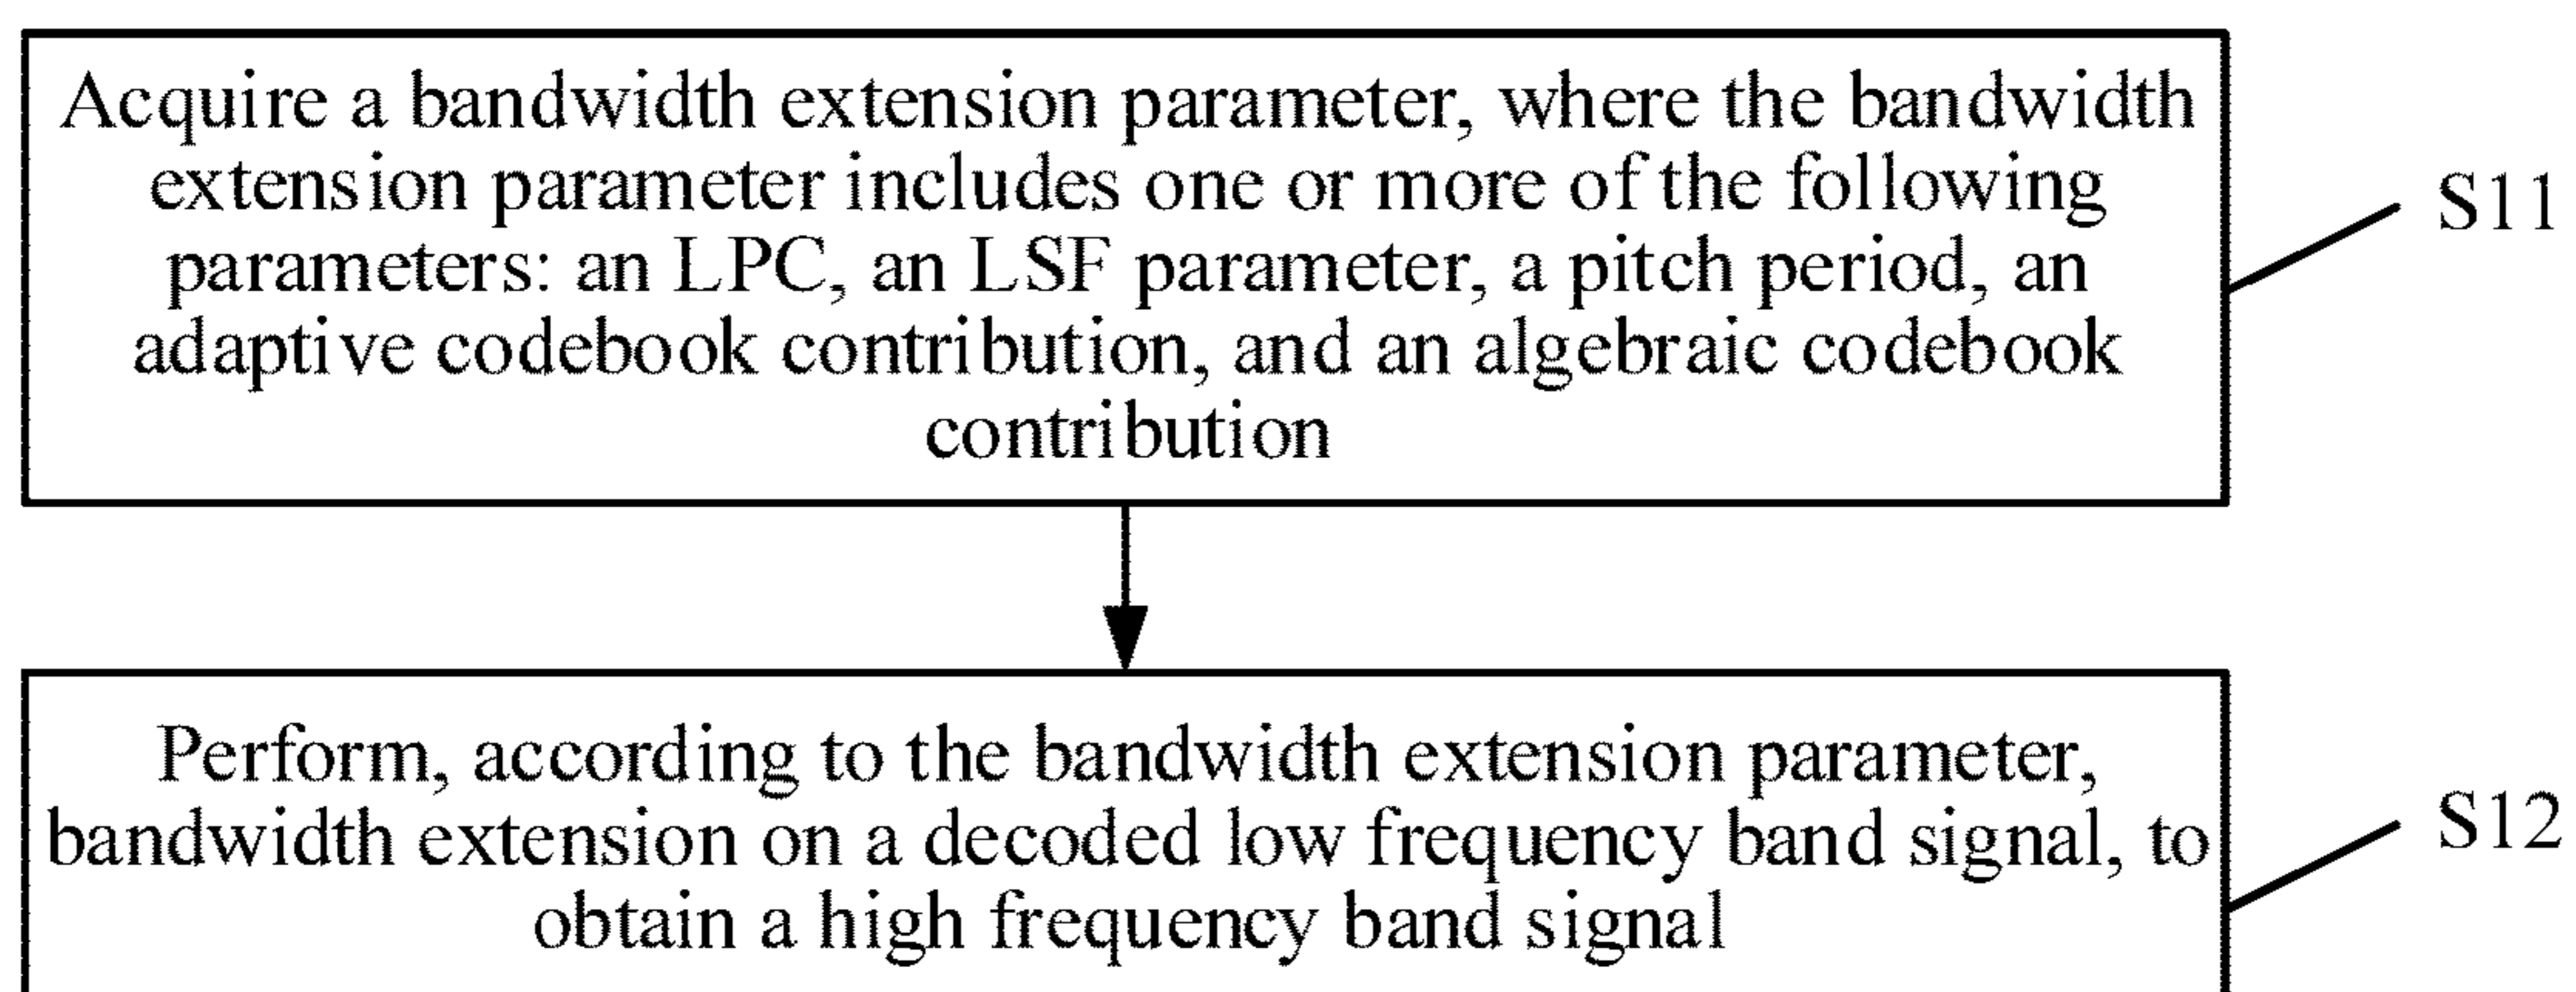 Acquire a bandwidth extension parameter, where the bandwidth
extension parameter includes one or more of the following
parameters: an LPC, an LSF parameter, a pitch period, an
adaptive codebook contribution, and an algebraic codebook
contribution
S11
Perform, according to the bandwidth extension parameter,
bandwidth extension on a decoded low frequency band signal, to
obtain a high frequency band signal
S12